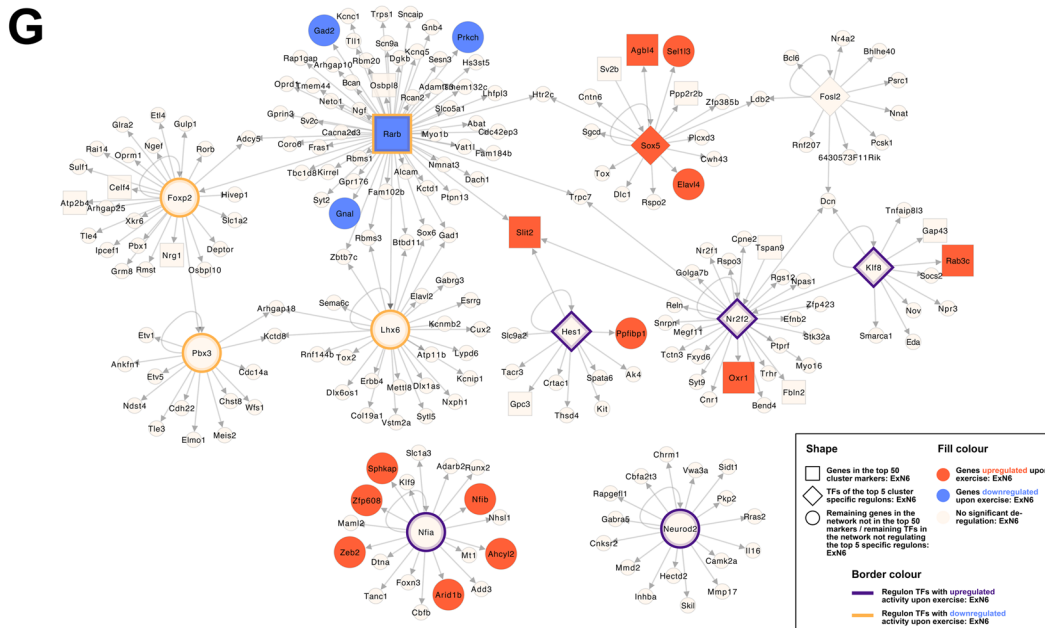 G
Kcnc1
Trps1
Sncaip
Gad2
Gnb4
Prkch
Tll1
Scn9a
Kcnq5
Rbm20
Dgkb
Sesn3
Rap1gap
Arhgap10
Hs3st5
Bcan
Osbpl8
Oprd1
Tmem44
Rcan2
Tmem132c
Lhfpl3
Neto1
Slco5a1
Gprin3
Sv2c
Ngf
Abat
Cacna2d3
Rarb
Myo1b
Cdc42ep3
Coro6
Fras1
Vat1l
Fam184b
Rbms1
Nmnat3
Tbc1d8
Kirrel
Alcam
Dach1
Gpr176
Kctd1
Syt2
Fam102b
Ptpn13
Gnal
Rbms3
Sox6
Gad1
Zbtb7c
Btbd11
Etl4
Glra2
Gulp1
Ngef
Rorb
Adcy5
Rai14
Oprm1
Sulf1
Celf4
Hivep1
Atp2b4
Foxp2
Arhgap25
Slc1a2
Xkr6
Tle4
Pbx1
Deptor
Ipcef1
Nrg1
Grm8
Rmst
Osbpl10
Arhgap18
Kctd8
Etv1
Pbx3
Ankfn1
Cdc14a
Etv5
Chst8
Wfs1
Ndst4
Cdh22
Tle3
Meis2
Elmo1
Gabrg3
Sema6c
Elavl2
Esrrg
Lhx6
Kcnmb2
Cux2
Rnf144b
Tox2
Atp11b
Lypd6
Erbb4
Mettl8
Dlx1as
Kcnip1
Dlx6os1
Nxph1
Col19a1
Sytl5
Vstm2a
Agbl4
Sel1l3
Sv2b
Cntn6
Ppp2r2b
Htr2c
Zfp385b
Ldb2
Sgcd
Sox5
Plcxd3
Tox
Cwh43
Dlc1
Elavl4
Rspo2
Nr4a2
Bcl6
Bhlhe40
Psrc1
Fosl2
Nnat
Pcsk1
Rnf207
6430573F11Rik
Trpc7
Dcn
Slit2
Slc9a2
Hes1
Ppfibp1
Tacr3
Crtac1
Spata6
Ak4
Gpc3
Thsd4
Kit
Cpne2
Nr2f1
Tspan9
Rspo3
Golga7b
Rgs12
Npas1
Reln
Zfp423
Snrpn
Nr2f2
Efnb2
Megf11
Stk32a
Tctn3
Fxyd6
Ptprf
Myo16
Syt9
Oxr1
Trhr
Fbln2
Cnr1
Bend4
Tnfaip8l3
Gap43
Klf8
Rab3c
Socs2
Nov
Npr3
Smarca1
Eda
Slc1a3
Sphkap
Adarb2
Runx2
Klf9
Zfp608
Nfib
Maml2
Nhsl1
Nfia
Zeb2
Dtna
Mt1
Ahcyl2
Foxn3
Add3
Tanc1
Arid1b
Cbfb
Chrm1
Cbfa2t3
Vwa3a
Sidt1
Rapgefl1
Pkp2
Gabra5
Neurod2
Rras2
Cnksr2
Il16
Mmd2
Camk2a
Hectd2
Inhba
Mmp17
Skil
Shape
Genes in the top 50
cluster markers: ExN6
TFs of the top 5 cluster
specific regulons: ExN6
Remaining genes in the
network not in the top 50
markers / remaining TFs in
the network not regulating
the top 5 specific regulons:
ExN6
Fill colour
Genes upregulated upon
exercise: ExN6
Genes downregulated
upon exercise: ExN6
No significant de-
regulation: ExN6
Border colour
Regulon TFs with upregulated
activity upon exercise: ExN6
Regulon TFs with downregulated
activity upon exercise: ExN6